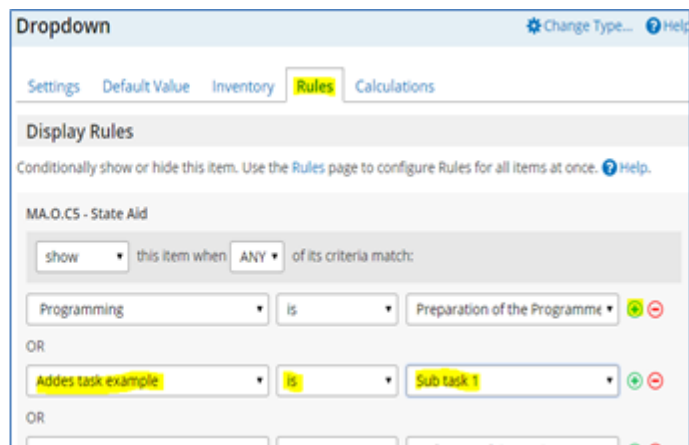 Dropdown Change Type... Help
Settings Default Value Inventory Rules Calculations
Display Rules
Conditionally show or hide this item. Use the Rules page to configure Rules for all items at once. Help.
MA.O.C5 - State Aid
show this item when ANY of its criteria match:
Programming is Preparation of the Programme
OR
Addes task example is Sub task 1
OR